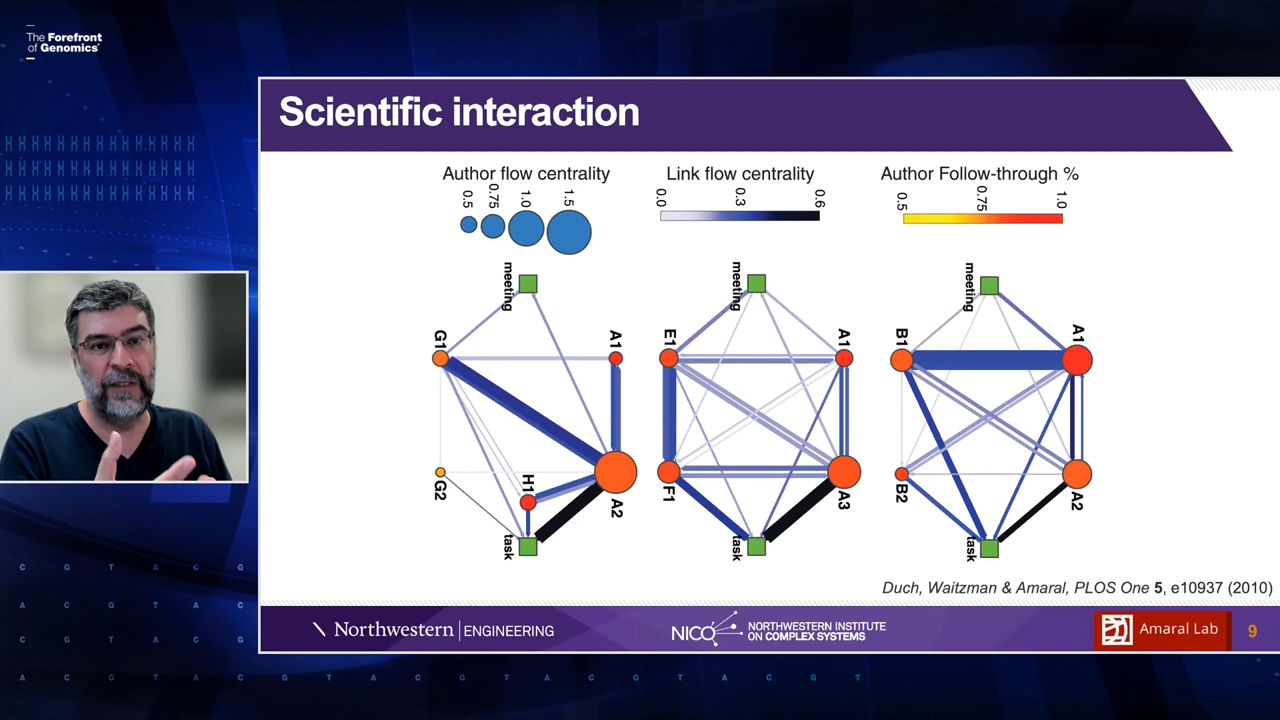 The Forefront
of Genomics
Scientific interaction
Author flow centrality
0.5 0.75 1.0 1.5
Link flow centrality
0.0 0.3 0.6
Author Follow-through %
0.5 0.75 1.0
meeting
G1
A1
G2
H1
A2
task
meeting
E1
A1
F1
A3
task
meeting
B1
A1
B2
A2
task
Duch, Waitzman & Amaral, PLOS One 5, e10937 (2010)
Northwestern | ENGINEERING
NICO
NORTHWESTERN INSTITUTE
ON COMPLEX SYSTEMS
Amaral Lab
9
C G T A C G
A C G T A C
A C G T A C G
A C G T A C G T A C G T A C G T A C G T